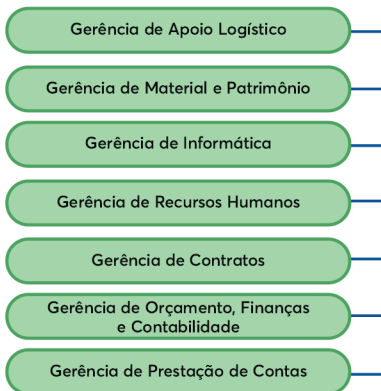 Gerência de Apoio Logístico
Gerência de Material e Patrimônio
Gerência de Informática
Gerência de Recursos Humanos
Gerência de Contratos
Gerência de Orçamento, Finanças
e Contabilidade
Gerência de Prestação de Contas